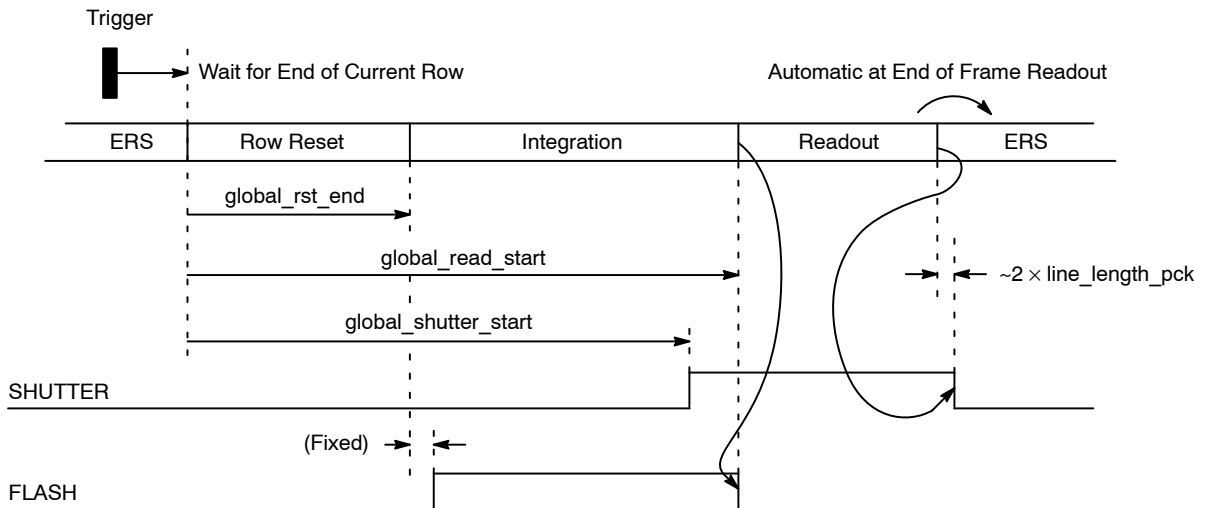 Trigger
Wait for End of Current Row
Automatic at End of Frame Readout
ERS
Row Reset
Integration
Readout
ERS
global_rst_end
global_read_start
~2 × line_length_pck
global_shutter_start
SHUTTER
(Fixed)
FLASH